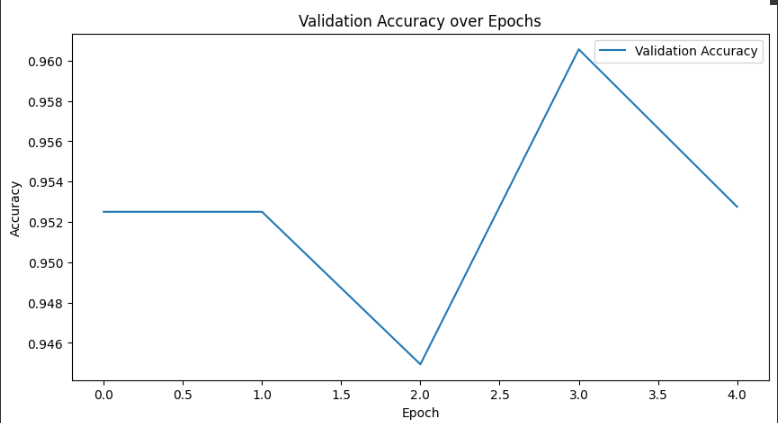 Validation Accuracy over Epochs
Validation Accuracy
0.960
0.958
0.956
0.954
0.952
0.950
0.948
0.946
Accuracy
0.0 0.5 1.0 1.5 2.0 2.5 3.0 3.5 4.0
Epoch